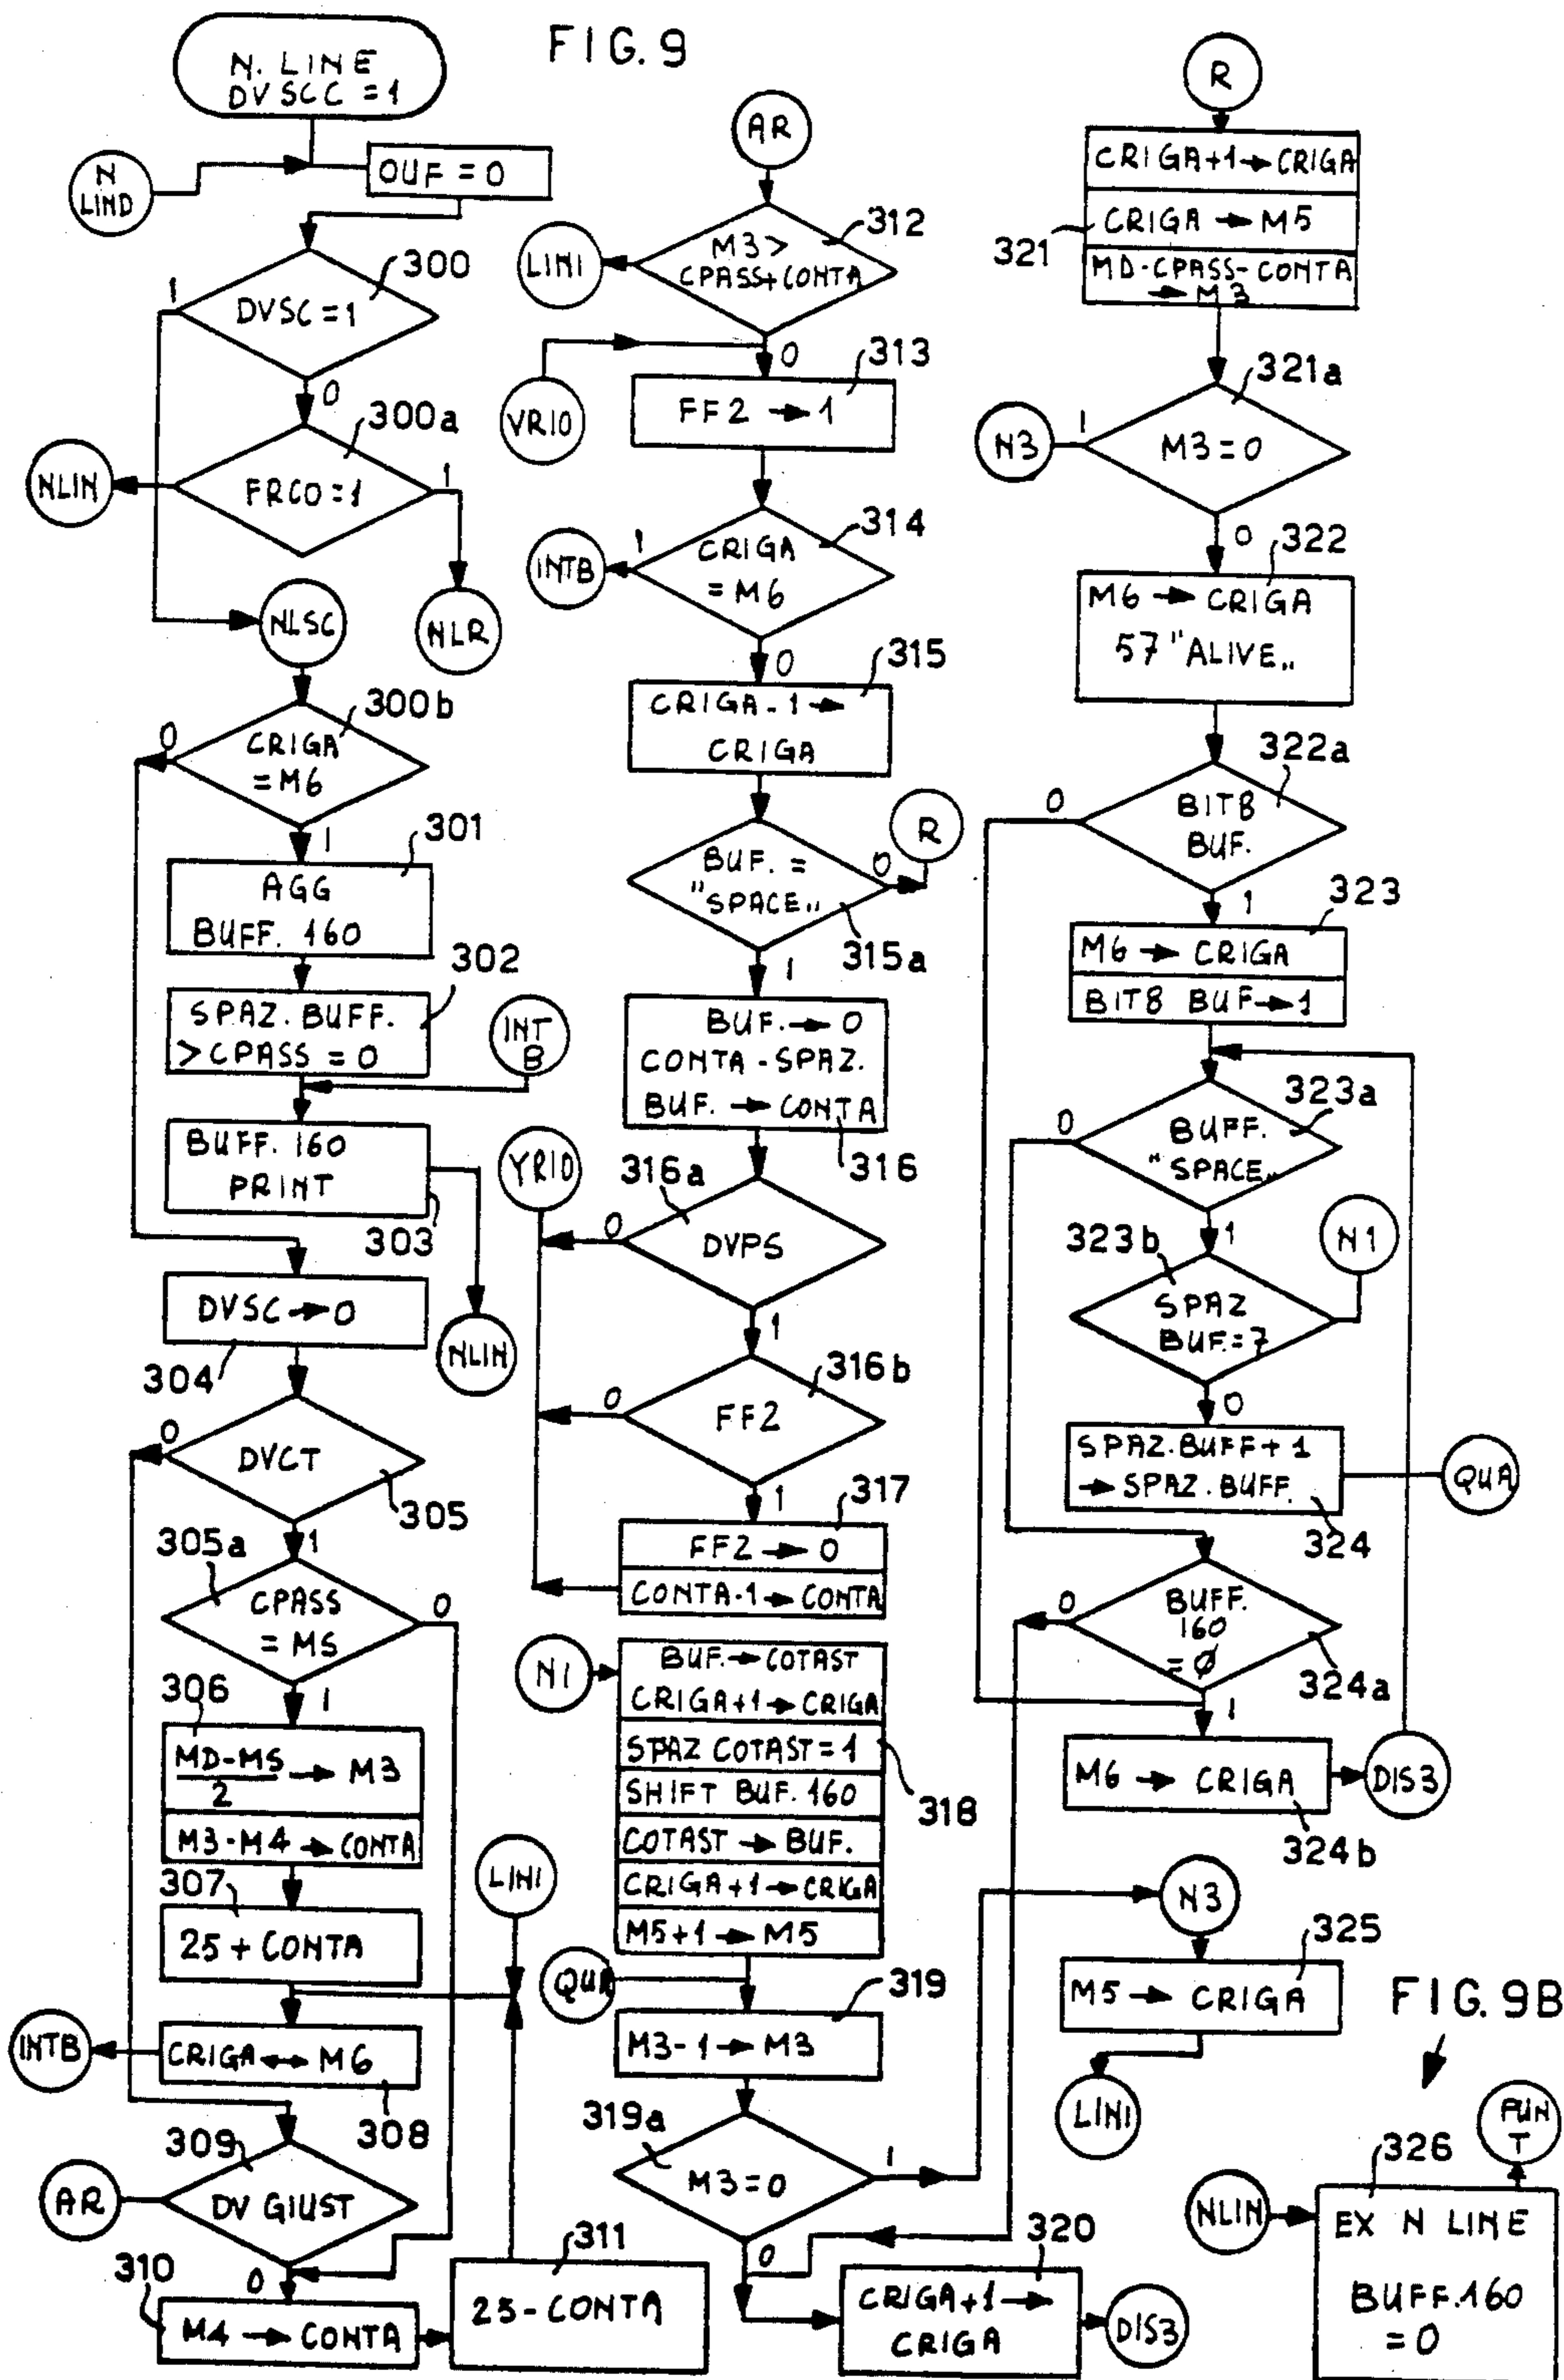 FIG. 9
N. LINE
DVSCC = 1
N
LIND
OUF = 0
300
1
DVSC = 1
0
300a
NLIN
FRCO = 1
1
NLSC
NLR
300b
0
CRIGA
= M6
1
301
AGG
BUFF. 160
302
SPAZ. BUFF.
> CPASS = 0
INT
B
BUFF. 160
PRINT
303
DVSC → 0
304
NLIN
0
DVCT
305
1
305a
CPASS
= MS
0
306
1
MD-MS
2
→ M3
M3-M4 → CONTA
307
25 + CONTA
LINI
INTB
CRIGA ↔ M6
308
309
AR
DV GIUST
310
0
M4 → CONTA
311
25-CONTA
AR
312
LINI
M3 >
CPASS+CONTA
0
313
VRIO
FF2 → 1
314
1
INTB
CRIGA
= M6
0
315
CRIGA-1 →
CRIGA
R
BUF. =
"SPACE„
0
315a
1
BUF. → 0
CONTA-SPAZ.
BUF. → CONTA
316
YRIO
316a
0
DVPS
1
316b
0
FF2
1
317
FF2 → 0
CONTA-1 → CONTA
N1
BUF. → COTAST
CRIGA+1 → CRIGA
SPAZ COTAST = 1
SHIFT BUF. 160
318
COTAST → BUF.
CRIGA+1 → CRIGA
M5+1 → M5
QUA
319
M3-1 → M3
319a
M3 = 0
1
0
320
CRIGA+1 →
CRIGA
DIS3
R
CRIGA+1 → CRIGA
CRIGA → M5
321
MD-CPASS-CONTA
→ M3
321a
N3
1
M3 = 0
0
322
M6 → CRIGA
57 "ALIVE„
322a
0
BIT8
BUF.
1
323
M6 → CRIGA
BIT8 BUF → 1
323a
0
BUFF.
"SPACE„
1
N1
323b
SPAZ
BUF. = 7
0
SPAZ.BUFF + 1
→ SPAZ.BUFF.
QUA
324
0
BUFF.
160
= Ø
324a
1
M6 → CRIGA
DIS3
324b
N3
325
M5 → CRIGA
LINI
FIG. 9B
PUN
T
326
NLIN
EX N LINE
BUFF.160
= 0